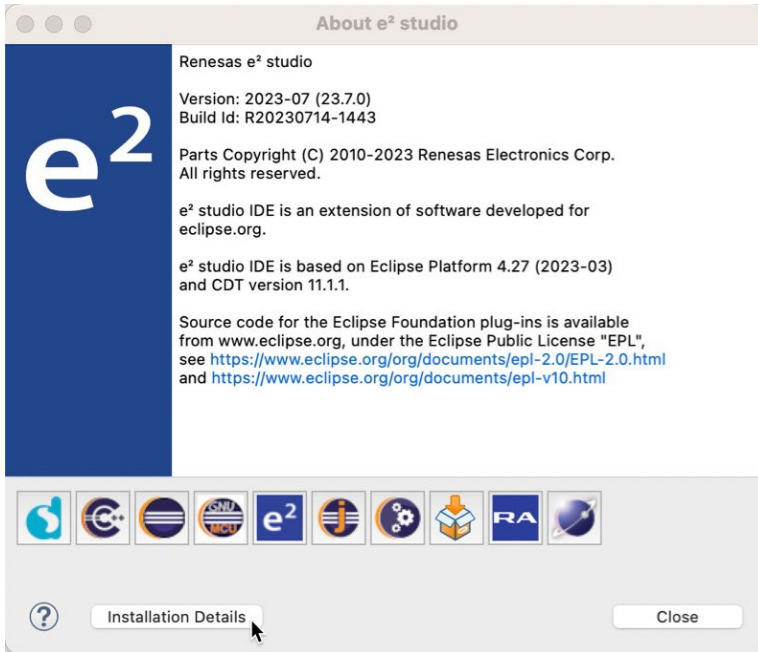 About e² studio
Renesas e² studio
Version: 2023-07 (23.7.0)
Build Id: R20230714-1443
Parts Copyright (C) 2010-2023 Renesas Electronics Corp.
All rights reserved.
e² studio IDE is an extension of software developed for
eclipse.org.
e² studio IDE is based on Eclipse Platform 4.27 (2023-03)
and CDT version 11.1.1.
Source code for the Eclipse Foundation plug-ins is available
from www.eclipse.org, under the Eclipse Public License "EPL",
see https://www.eclipse.org/org/documents/epl-2.0/EPL-2.0.html
and https://www.eclipse.org/org/documents/epl-v10.html
e²
d C GNU MCU e² j RA
? Installation Details Close